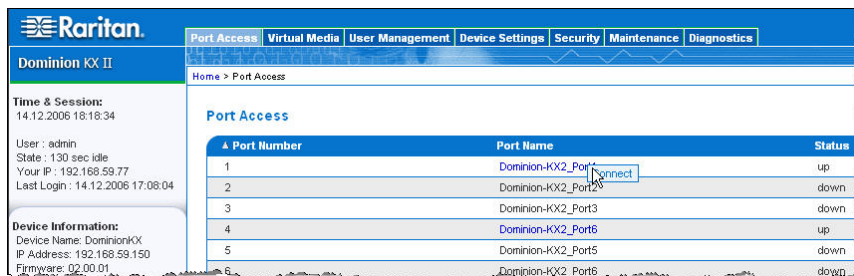 Raritan.
Dominion KX II
Port Access Virtual Media User Management Device Settings Security Maintenance Diagnostics
Home > Port Access
Time & Session:
14.12.2006 18:18:34
User : admin
State : 130 sec idle
Your IP : 192.168.59.77
Last Login : 14.12.2006 17:08:04
Device Information:
Device Name: DominionKX
IP Address: 192.168.59.150
Firmware: 02.00.01
Port Access
▲ Port Number Port Name Status
1 Dominion-KX2_Port1 up
Connect
2 Dominion-KX2_Port2 down
3 Dominion-KX2_Port3 down
4 Dominion-KX2_Port6 up
5 Dominion-KX2_Port5 down
6 Dominion-KX2_Port6 down